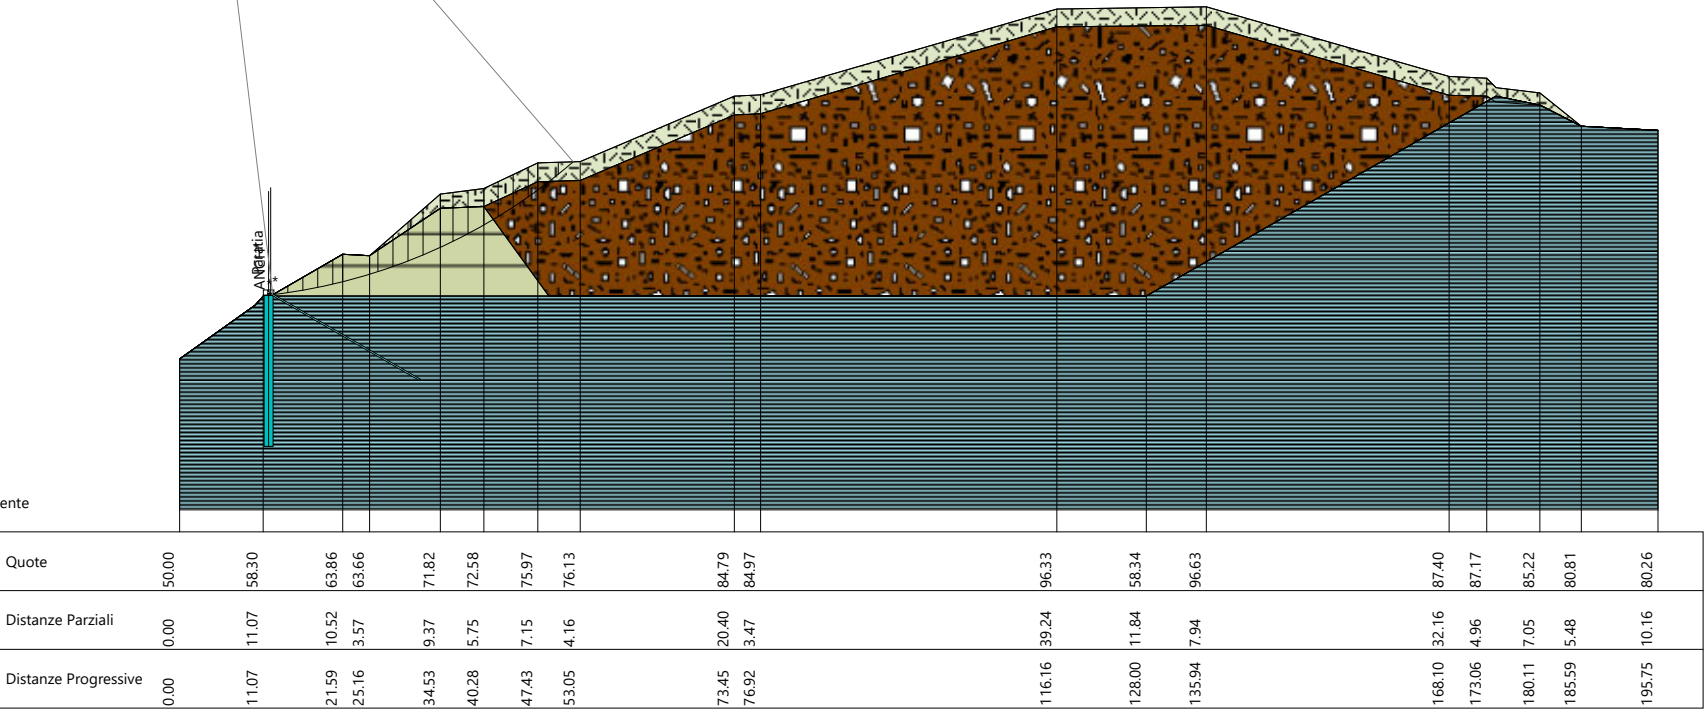 Paratia
ente
Quote 50.00 58.30 63.86 63.66 71.82 72.58 75.97 76.13 84.79 84.97 96.33 58.34 96.63 87.40 87.17 85.22 80.81 80.26
Distanze Parziali 0.00 11.07 10.52 3.57 9.37 5.75 7.15 4.16 20.40 3.47 39.24 11.84 7.94 32.16 4.96 7.05 5.48 10.16
Distanze Progressive 0.00 11.07 21.59 25.16 34.53 40.28 47.43 53.05 73.45 76.92 116.16 128.00 135.94 168.10 173.06 180.11 185.59 195.75